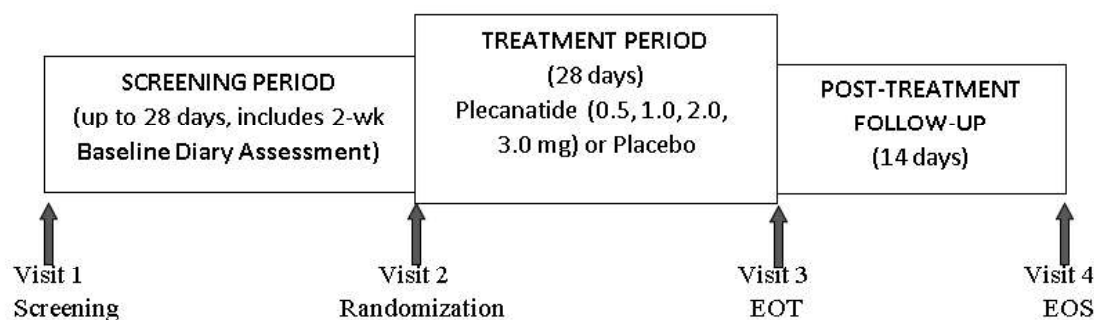 SCREENING PERIOD
(up to 28 days, includes 2-wk
Baseline Diary Assessment)
TREATMENT PERIOD
(28 days)
Plecanatide (0.5, 1.0, 2.0,
3.0 mg) or Placebo
POST-TREATMENT
FOLLOW-UP
(14 days)
Visit 1
Screening
Visit 2
Randomization
Visit 3
EOT
Visit 4
EOS